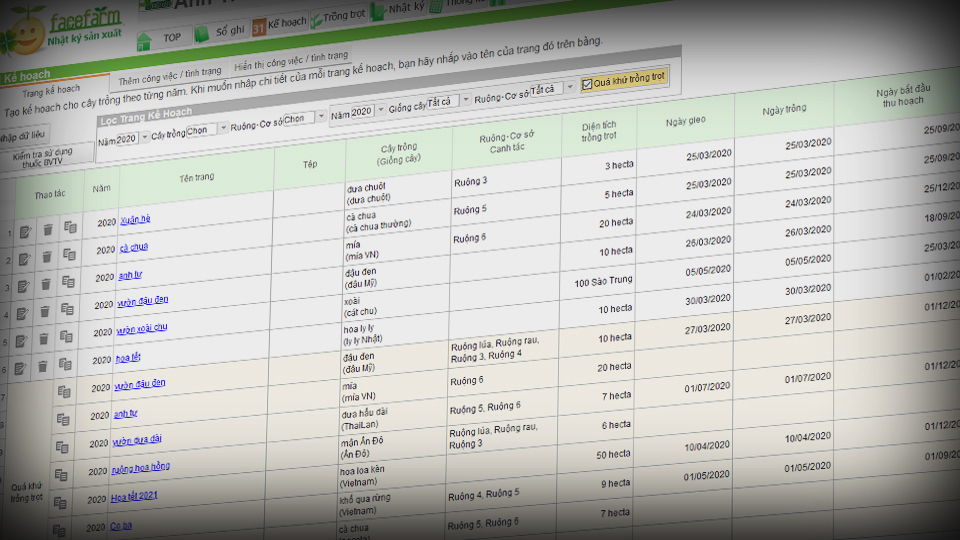 facefarm
Nhật ký sản xuất
TOP
Sổ ghi
31 Kế hoạch
Trồng trọt
Nhật ký
Kế hoạch
Trang kế hoạch
Thêm công việc / tình trạng
Hiển thị công việc / tình trạng
Tạo kế hoạch cho cây trồng theo từng năm. Khi muốn nhập chi tiết của mỗi trang kế hoạch, bạn hãy nhấp vào tên của trang đó trên bảng.
Nhập dữ liệu
Kiểm tra sử dụng
thuốc BVTV
Lọc Trang Kế Hoạch
Năm 2020 Cây trồng Chọn Ruộng-Cơ sở Chọn Năm 2020 Giống cây Tất cả Ruộng-Cơ sở Tất cả Quá khứ trồng trọt
Thao tác Năm Tên trang Tệp Cây trồng (Giống cây) Ruộng-Cơ sở Canh tác Diện tích trồng trọt Ngày gieo Ngày trồng Ngày bắt đầu thu hoạch
1 2020 Xuân hè dưa chuột (dưa chuột) Ruộng 3 3 hecta 25/03/2020 25/03/2020 25/09/
2 2020 cà chua cà chua (cà chua thường) Ruộng 5 5 hecta 25/03/2020 25/03/2020 25/09/
3 2020 anh tư mía (mía VN) Ruộng 6 20 hecta 24/03/2020 24/03/2020 25/12/
4 2020 vườn đậu đen đậu đen (đâu Mỹ) 10 hecta 26/03/2020 26/03/2020 18/09/
5 2020 vườn xoài chu xoài (cát chu) 100 Sào Trung 05/05/2020 05/05/2020 25/03/
6 2020 hoa tết hoa ly ly (ly ly Nhật) 10 hecta 30/03/2020 30/03/2020 01/02/
7 2020 vườn đậu đen đâu đen (đâu Mỹ) Ruộng lúa, Ruộng rau, Ruộng 3, Ruộng 4 10 hecta 27/03/2020 27/03/2020 01/12/
2020 anh tư mía (mía VN) Ruộng 6 20 hecta
2020 vườn dưa dài dưa hấu dài (ThaiLan) Ruộng 5, Ruộng 6 7 hecta 01/07/2020 01/07/2020 01/12/
2020 ruộng hoa hồng mận Ấn Độ (Ấn Độ) Ruộng lúa, Ruộng rau, Ruộng 3 6 hecta
Quá khứ
trồng trọt
2020 Hoa tết 2021 hoa loa kèn (Vietnam) 50 hecta 10/04/2020 10/04/2020 01/12/
2020 Co ba khổ qua rừng (Vietnam) Ruộng 4, Ruộng 5 9 hecta 01/05/2020 01/05/2020 01/09/
cà chua Ruộng 5, Ruộng 6 7 hecta